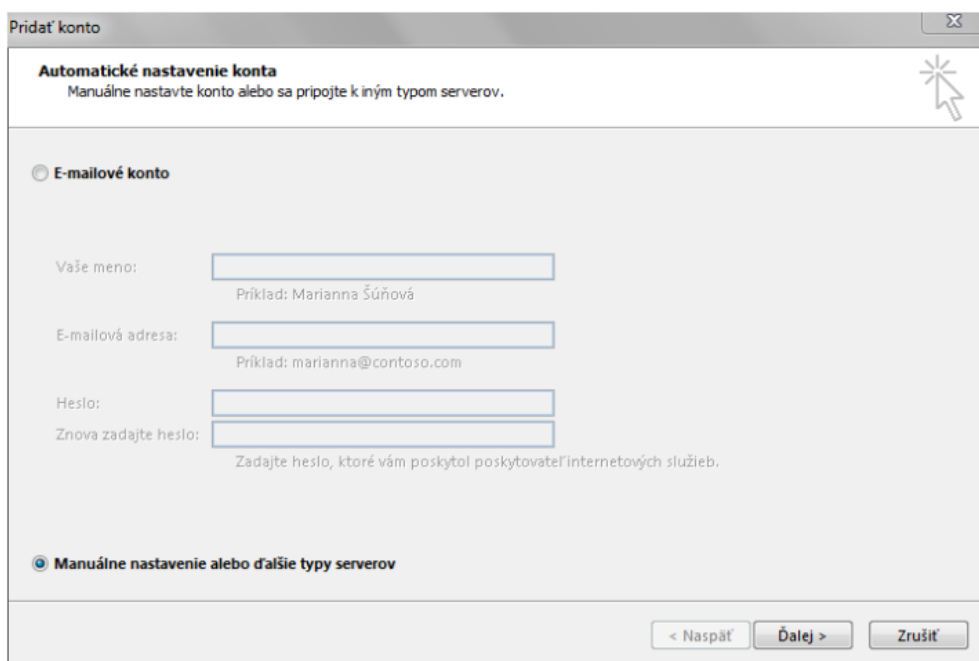 Pridať konto
Automatické nastavenie konta
Manuálne nastavte konto alebo sa pripojte k iným typom serverov.
E-mailové konto
Vaše meno:
Príklad: Marianna Šúňová
E-mailová adresa:
Príklad: marianna@contoso.com
Heslo:
Znova zadajte heslo:
Zadajte heslo, ktoré vám poskytol poskytovateľ internetových služieb.
Manuálne nastavenie alebo ďalšie typy serverov
< Naspäť Ďalej > Zrušiť